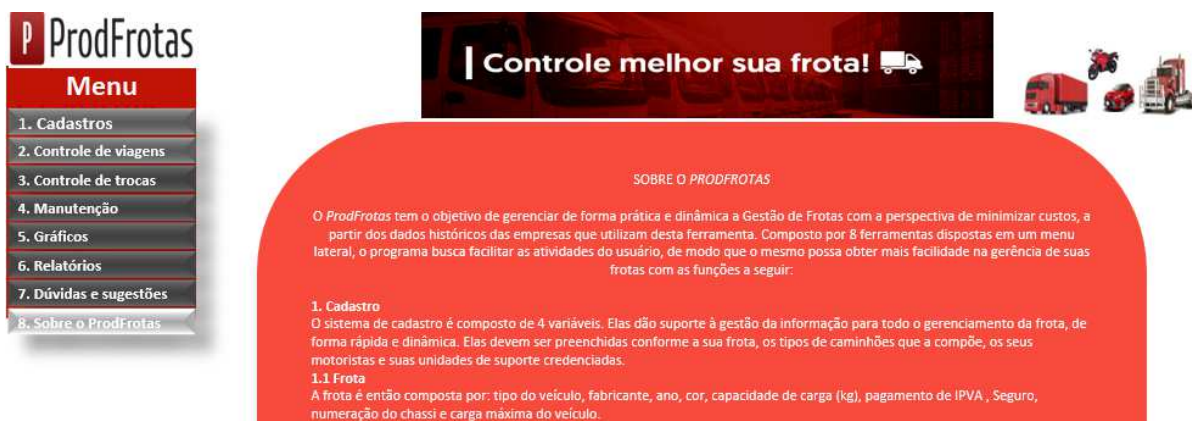 P ProdFrotas
Menu
1. Cadastros
2. Controle de viagens
3. Controle de trocas
4. Manutenção
5. Gráficos
6. Relatórios
7. Dúvidas e sugestões
8. Sobre o ProdFrotas
Controle melhor sua frota!
SOBRE O PRODFROTAS
O ProdFrotas tem o objetivo de gerenciar de forma prática e dinâmica a Gestão de Frotas com a perspectiva de minimizar custos, a
partir dos dados históricos das empresas que utilizam desta ferramenta. Composto por 8 ferramentas dispostas em um menu
lateral, o programa busca facilitar as atividades do usuário, de modo que o mesmo possa obter mais facilidade na gerência de suas
frotas com as funções a seguir:
1. Cadastro
O sistema de cadastro é composto de 4 variáveis. Elas dão suporte à gestão da informação para todo o gerenciamento da frota, de
forma rápida e dinâmica. Elas devem ser preenchidas conforme a sua frota, os tipos de caminhões que a compõe, os seus
motoristas e suas unidades de suporte credenciadas.
1.1 Frota
A frota é então composta por: tipo do veículo, fabricante, ano, cor, capacidade de carga (kg), pagamento de IPVA , Seguro,
numeração do chassi e carga máxima do veículo.